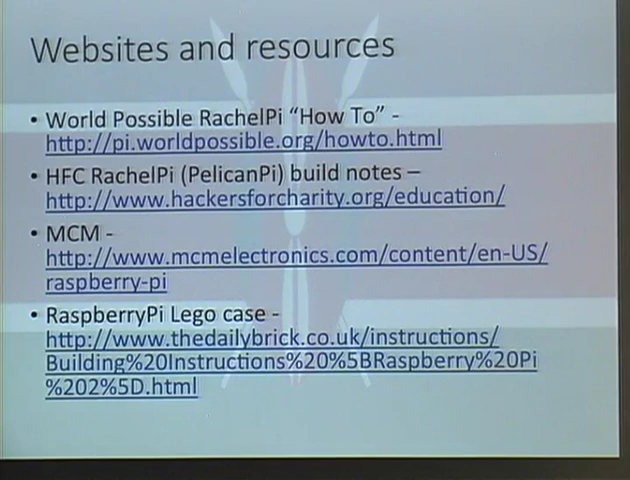 Websites and resources
• World Possible RachelPi “How To” -
http://pi.worldpossible.org/howto.html
• HFC RachelPi (PelicanPi) build notes –
http://www.hackersforcharity.org/education/
• MCM -
http://www.mcmelectronics.com/content/en-US/
raspberry-pi
• RaspberryPi Lego case -
http://www.thedailybrick.co.uk/instructions/
Building%20Instructions%20%5BRaspberry%20Pi
%202%5D.html